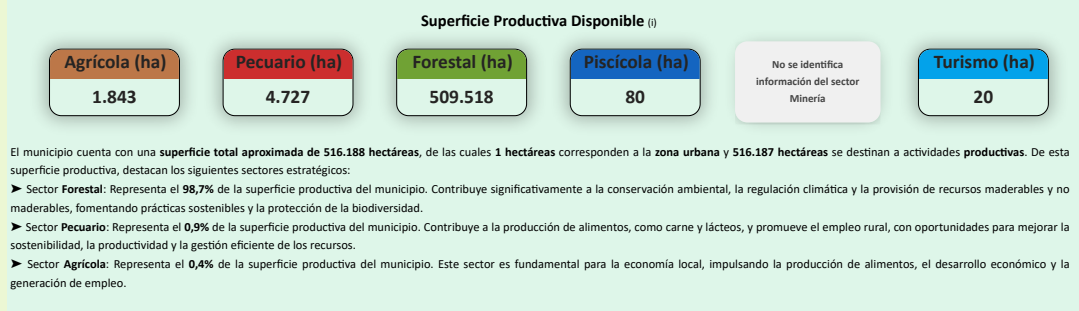 Superficie Productiva Disponible (i)
Agrícola (ha)
1.843
Pecuario (ha)
4.727
Forestal (ha)
509.518
Piscícola (ha)
80
No se identifica
información del sector
Minería
Turismo (ha)
20
El municipio cuenta con una superficie total aproximada de 516.188 hectáreas, de las cuales 1 hectáreas corresponden a la zona urbana y 516.187 hectáreas se destinan a actividades productivas. De esta
superficie productiva, destacan los siguientes sectores estratégicos:
➤ Sector Forestal: Representa el 98,7% de la superficie productiva del municipio. Contribuye significativamente a la conservación ambiental, la regulación climática y la provisión de recursos maderables y no
maderables, fomentando prácticas sostenibles y la protección de la biodiversidad.
➤ Sector Pecuario: Representa el 0,9% de la superficie productiva del municipio. Contribuye a la producción de alimentos, como carne y lácteos, y promueve el empleo rural, con oportunidades para mejorar la
sostenibilidad, la productividad y la gestión eficiente de los recursos.
➤ Sector Agrícola: Representa el 0,4% de la superficie productiva del municipio. Este sector es fundamental para la economía local, impulsando la producción de alimentos, el desarrollo económico y la
generación de empleo.